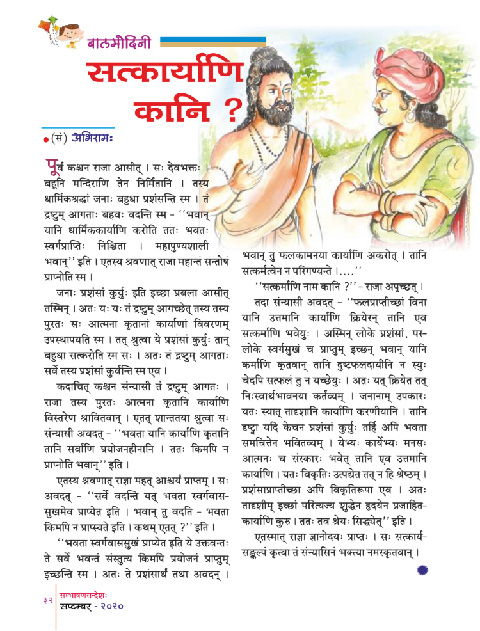 बालमोदिनी
सत्कार्याणि
कानि ?
(सं) अभिरामः
पूर्वं कश्चन राजा आसीत् । सः देवभक्तः ।
बहूनि मन्दिराणि तेन निर्मितानि । तस्य
धार्मिकश्रद्धां जनाः बहुधा प्रशंसन्ति स्म । तं
द्रष्टुम् आगताः बहवः वदन्ति स्म - ''भवान्
यानि धार्मिककार्याणि करोति ततः भवतः
स्वर्गप्राप्तिः निश्चिता । महापुण्यशाली
भवान्'' इति । एतस्य श्रवणात् राजा महान्तं सन्तोषं
प्राप्नोति स्म ।
जनाः प्रशंसां कुर्युः इति इच्छा प्रबला आसीत्
तस्मिन् । अतः यः यः तं द्रष्टुम् आगच्छेत् तस्य तस्य
पुरतः सः आत्मना कृतानां कार्याणां विवरणम्
उपस्थापयति स्म । तत् श्रुत्वा ये प्रशंसां कुर्युः तान्
बहुधा सत्करोति स्म सः । अतः तं द्रष्टुम् आगताः
सर्वे तस्य प्रशंसां कुर्वन्ति स्म एव ।
कदाचित् कश्चन संन्यासी तं द्रष्टुम् आगतः ।
राजा तस्य पुरतः आत्मना कृतानि कार्याणि
विस्तरेण श्रावितवान् । एतत् शान्ततया श्रुत्वा सः
संन्यासी अवदत् - ''भवता यानि कार्याणि कृतानि
तानि सर्वाणि प्रयोजनहीनानि । ततः किमपि न
प्राप्नोति भवान्'' इति ।
एतस्य श्रवणात् राज्ञा महत् आश्चर्यं प्राप्तम् । सः
अवदत् - ''सर्वे वदन्ति यत् भवता स्वर्गवास-
सुखमेव प्राप्येत इति । भवान् तु वदति - भवता
किमपि न प्राप्स्यते इति । कथम् एतत् ?'' इति ।
''भवता स्वर्गवाससुखं प्राप्येत इति ये उक्तवन्तः
ते सर्वे भवन्तं संस्तुत्य किमपि प्रयोजनं प्राप्तुम्
इच्छन्ति स्म । अतः ते प्रशंसार्थं तथा अवदन् ।
भवान् तु फलकामनया कार्याणि अकरोत् । तानि
सत्कर्मत्वेन न परिगण्यन्ते ।....''
''सत्कर्माणि नाम कानि ?'' - राजा अपृच्छत् ।
तदा संन्यासी अवदत् - ''फलप्राप्तीच्छां विना
यानि उत्तमानि कार्याणि क्रियेरन् तानि एव
सत्कर्माणि भवेयुः । अस्मिन् लोके प्रशंसां, पर-
लोके स्वर्गसुखं च प्राप्तुम् इच्छन् भवान् यानि
कर्माणि कृतवान् तानि दुष्टफलदायीनि न स्युः
चेदपि सत्फलं तु न यच्छेयुः । अतः यत् क्रियेत तत्
निःस्वार्थभावनया कर्तव्यम् । जनानाम् उपकारः
यतः स्यात् तादृशानि कार्याणि करणीयानि । तानि
दृष्ट्वा यदि केचन प्रशंसां कुर्युः तर्हि अपि भवता
समचित्तेन भवितव्यम् । येभ्यः कार्येभ्यः मनसः
आत्मनः च संस्कारः भवेत् तानि एव उत्तमानि
कार्याणि । यतः विकृतिः उत्पद्येत तत् न हि श्रेष्ठम् ।
प्रशंसाप्राप्तीच्छा अपि विकृतिरूपा एव । अतः
तादृशीम् इच्छां परित्यज्य शुद्धेन हृदयेन प्रजाहित-
कार्याणि कुरु । ततः तव श्रेयः सिद्ध्येत्'' इति ।
एतस्मात् राज्ञा ज्ञानोदयः प्राप्तः । सः सत्कार्य-
सङ्कल्पं कृत्वा तं संन्यासिनं भक्त्या नमस्कृतवान् ।
३२
सम्भाषणसन्देशः
सप्टम्बर् - २०२०